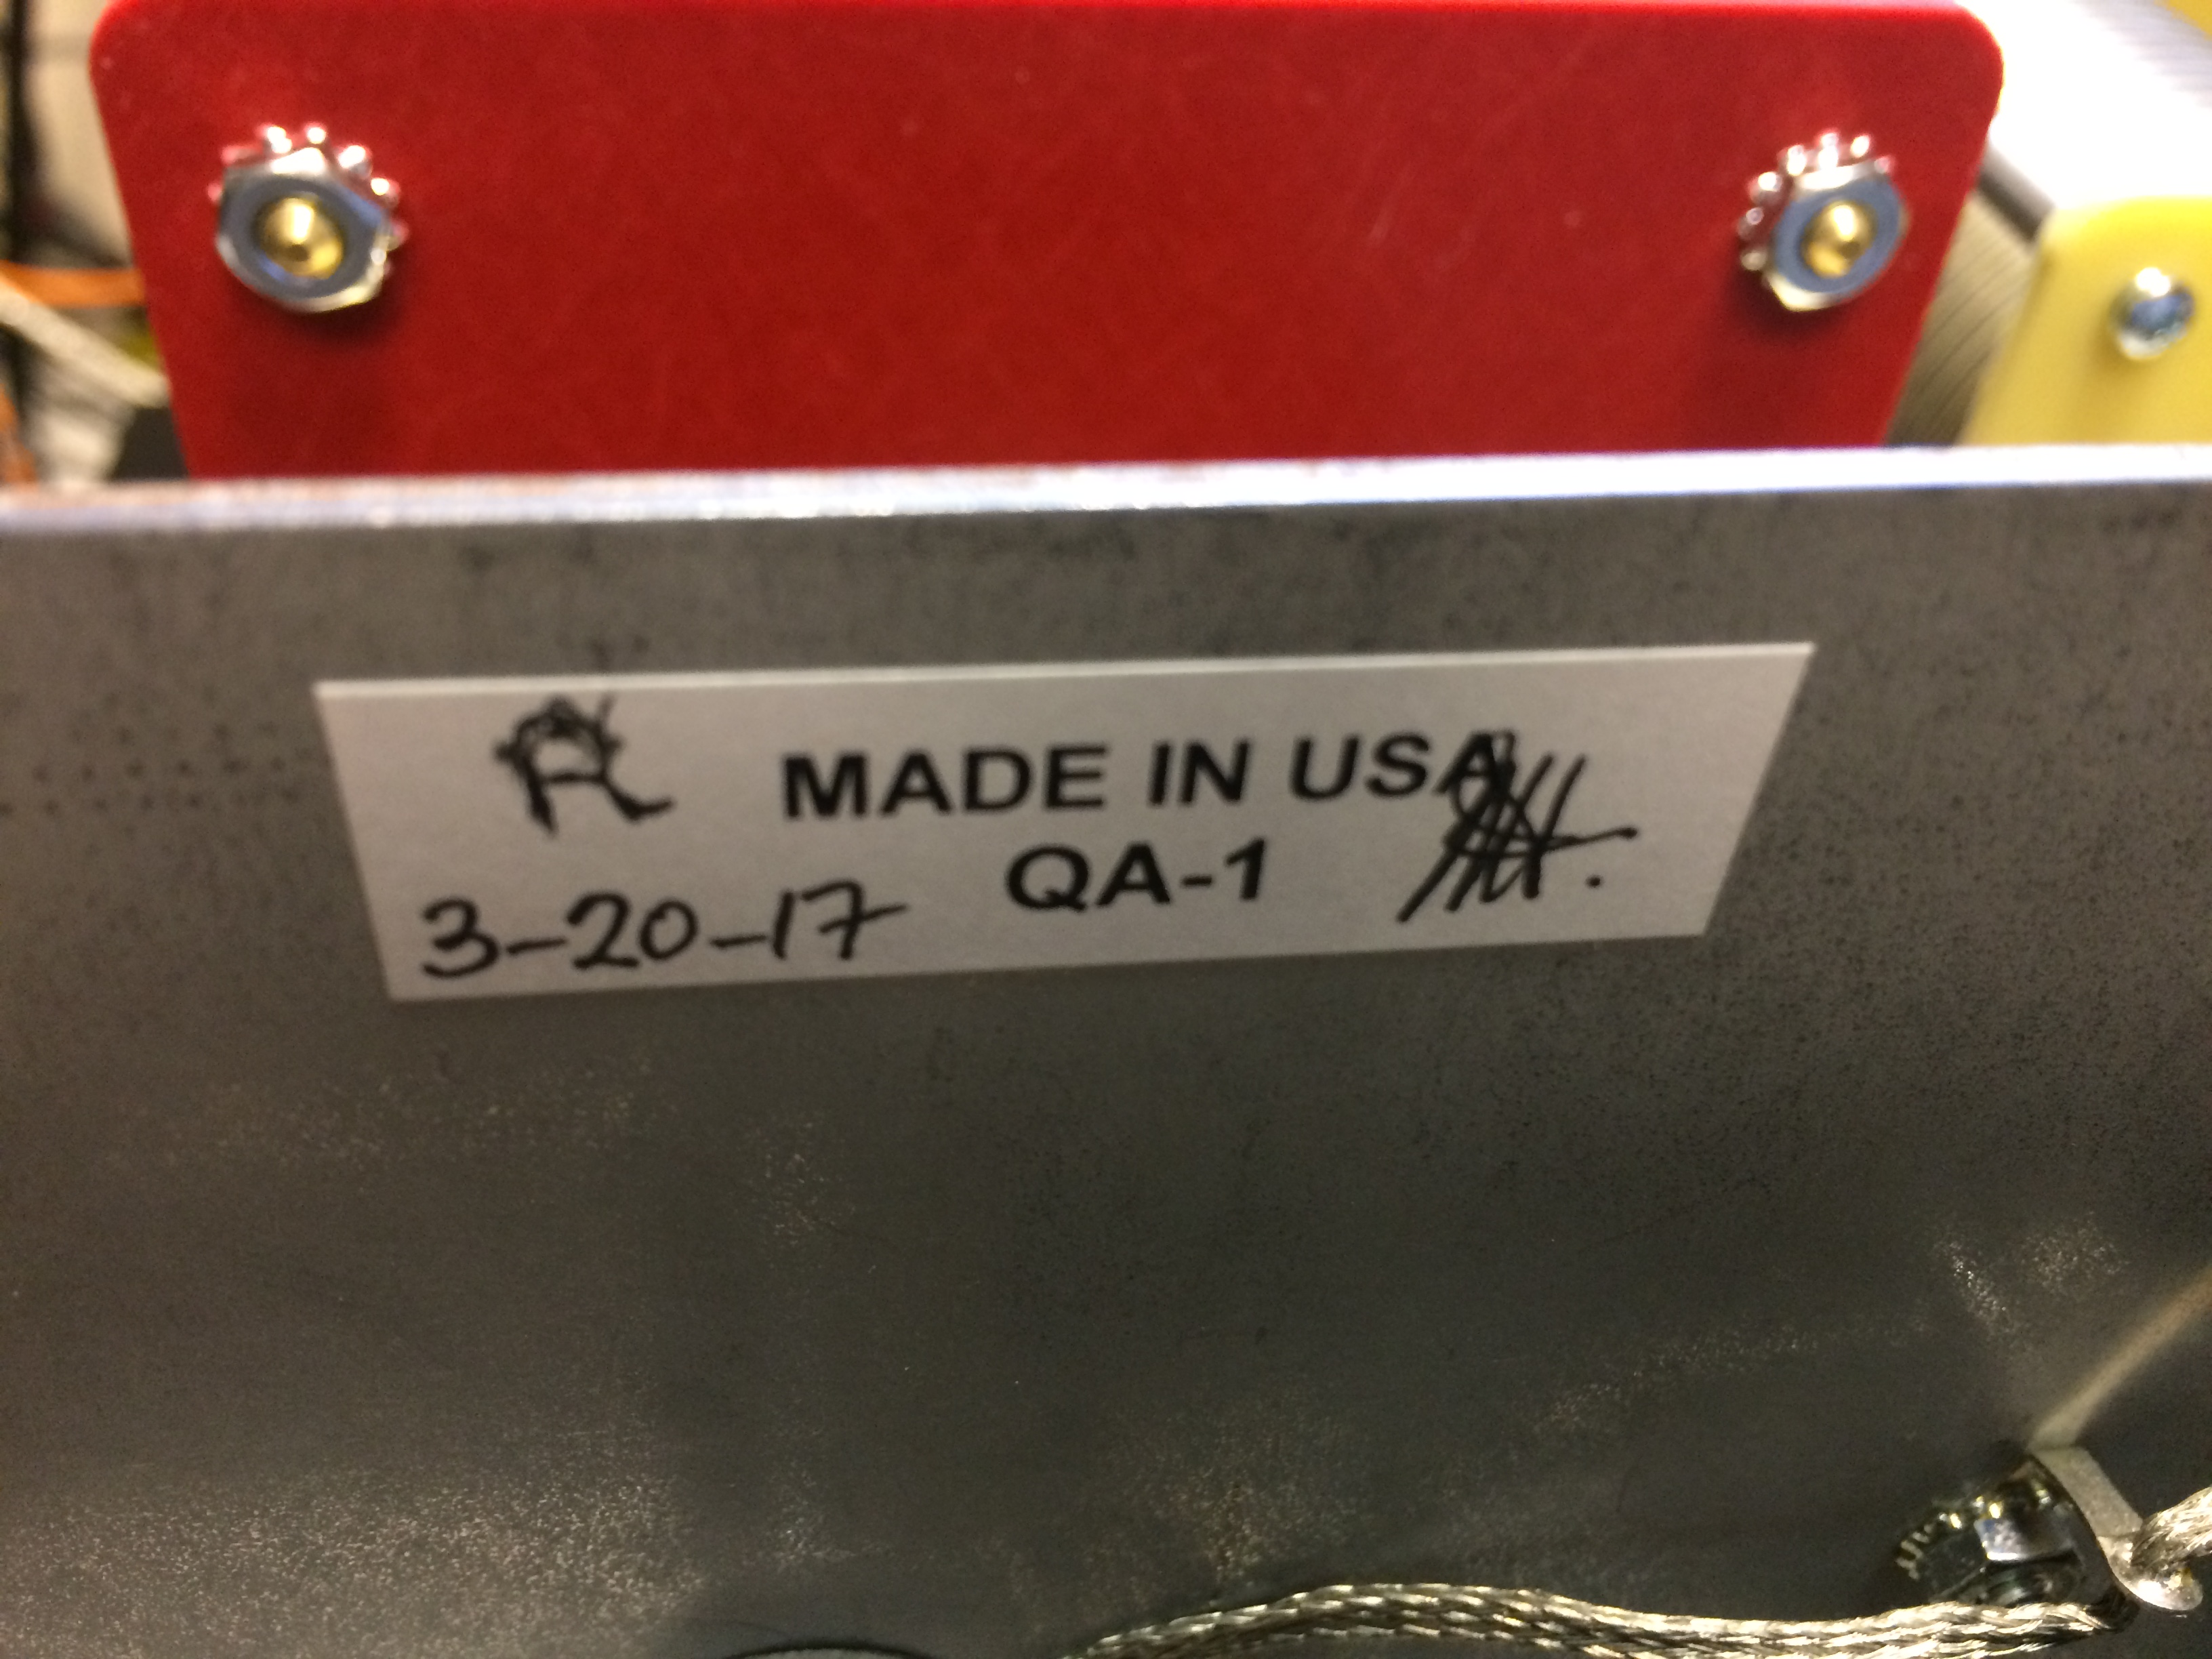 R MADE IN USA
3-20-17 QA-1